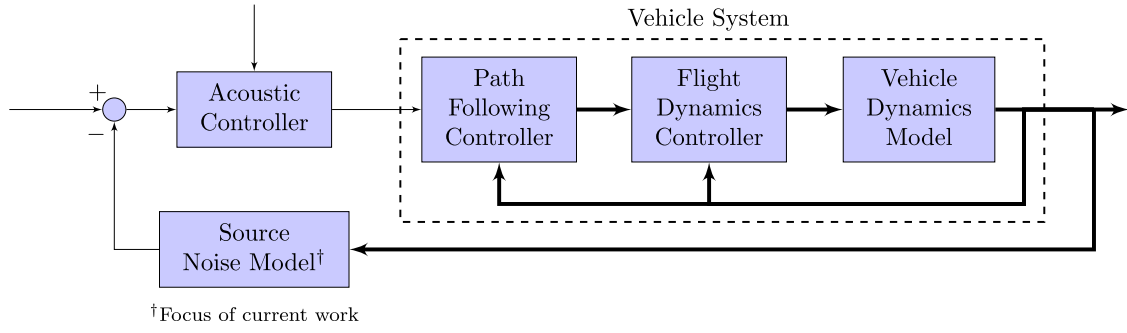 Vehicle System
+
−
Acoustic
Controller
Path
Following
Controller
Flight
Dynamics
Controller
Vehicle
Dynamics
Model
Source
Noise Model†
†Focus of current work